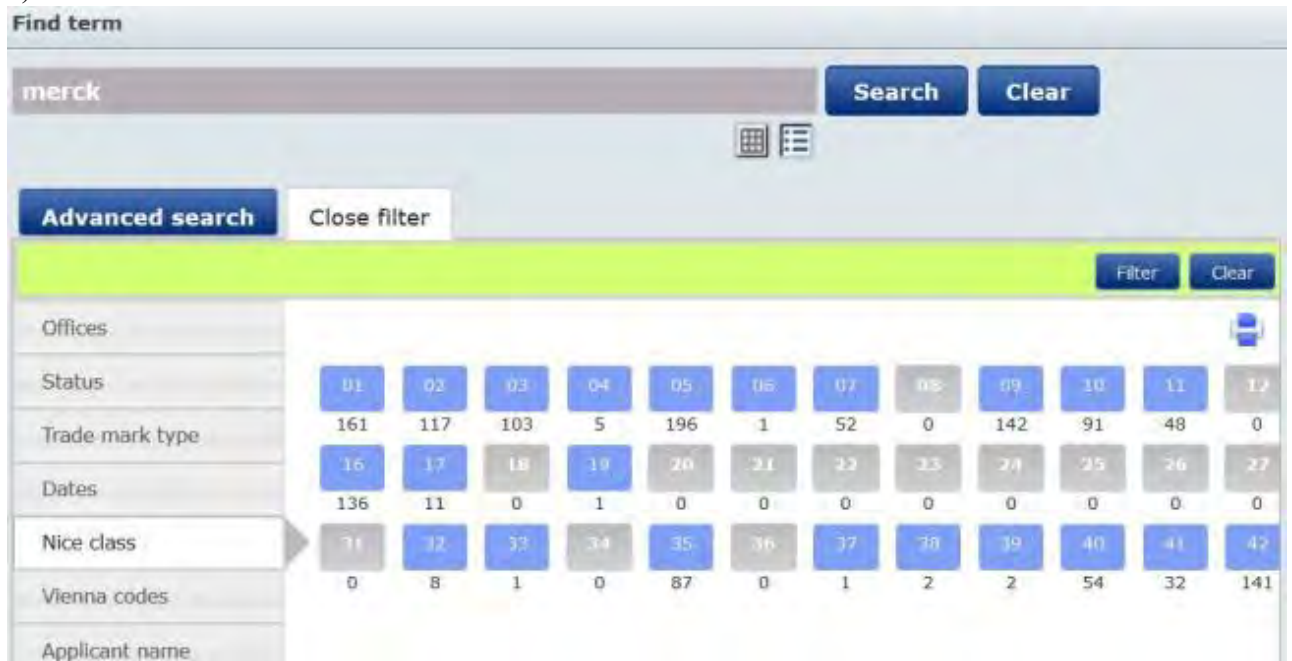 Find term
merck Search Clear
Advanced search Close filter
Filter Clear
Offices
Status
Trade mark type
Dates
Nice class
Vienna codes
Applicant name
01 02 03 04 05 06 07 08 09 10 11 12
161 117 103 5 196 1 52 0 142 91 48 0
16 17 18 19 20 21 22 23 24 25 26 27
136 11 0 1 0 0 0 0 0 0 0 0
31 32 33 34 35 36 37 38 39 40 41 42
0 8 1 0 87 0 1 2 2 54 32 141